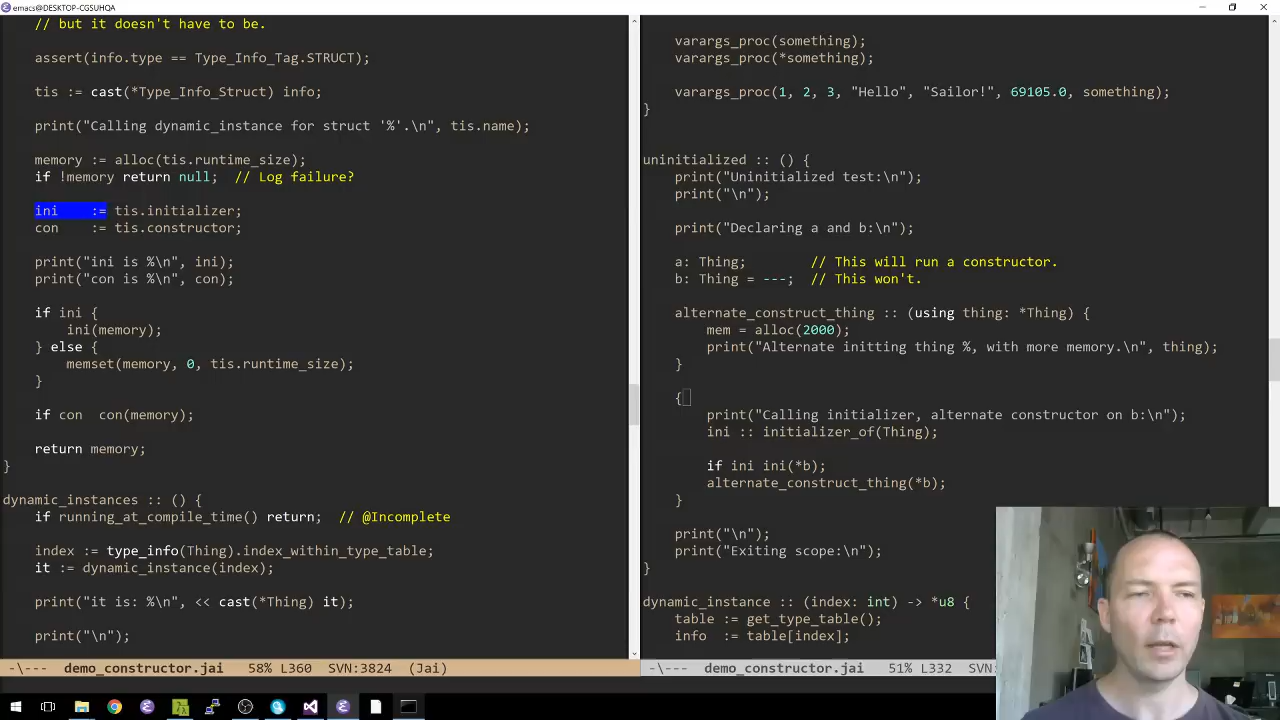 emacs@DESKTOP-CGSUHQA
// but it doesn't have to be.
assert(info.type == Type_Info_Tag.STRUCT);
tis := cast(*Type_Info_Struct) info;
print("Calling dynamic_instance for struct '%'.\n", tis.name);
memory := alloc(tis.runtime_size);
if !memory return null;  // Log failure?
ini    := tis.initializer;
con    := tis.constructor;
print("ini is %\n", ini);
print("con is %\n", con);
if ini {
    ini(memory);
} else {
    memset(memory, 0, tis.runtime_size);
}
if con  con(memory);
return memory;
}
dynamic_instances :: () {
    if running_at_compile_time() return;  // @Incomplete
    index := type_info(Thing).index_within_type_table;
    it := dynamic_instance(index);
    print("it is: %\n", << cast(*Thing) it);
    print("\n");
-\---  demo_constructor.jai    58% L360   SVN:3824  (Jai)
    varargs_proc(something);
    varargs_proc(*something);
    varargs_proc(1, 2, 3, "Hello", "Sailor!", 69105.0, something);
}
uninitialized :: () {
    print("Uninitialized test:\n");
    print("\n");
    print("Declaring a and b:\n");
    a: Thing;        // This will run a constructor.
    b: Thing = ---;  // This won't.
    alternate_construct_thing :: (using thing: *Thing) {
        mem = alloc(2000);
        print("Alternate initting thing %, with more memory.\n", thing);
    }
    {
        print("Calling initializer, alternate constructor on b:\n");
        ini :: initializer_of(Thing);
        if ini ini(*b);
        alternate_construct_thing(*b);
    }
    print("\n");
    print("Exiting scope:\n");
}
dynamic_instance :: (index: int) -> *u8 {
    table := get_type_table();
    info  := table[index];
-\---  demo_constructor.jai    51% L332   SVN: